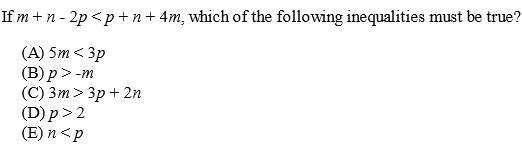 If m + n - 2p < p + n + 4m, which of the following inequalities must be true?
(A) 5m < 3p
(B) p > -m
(C) 3m > 3p + 2n
(D) p > 2
(E) n < p